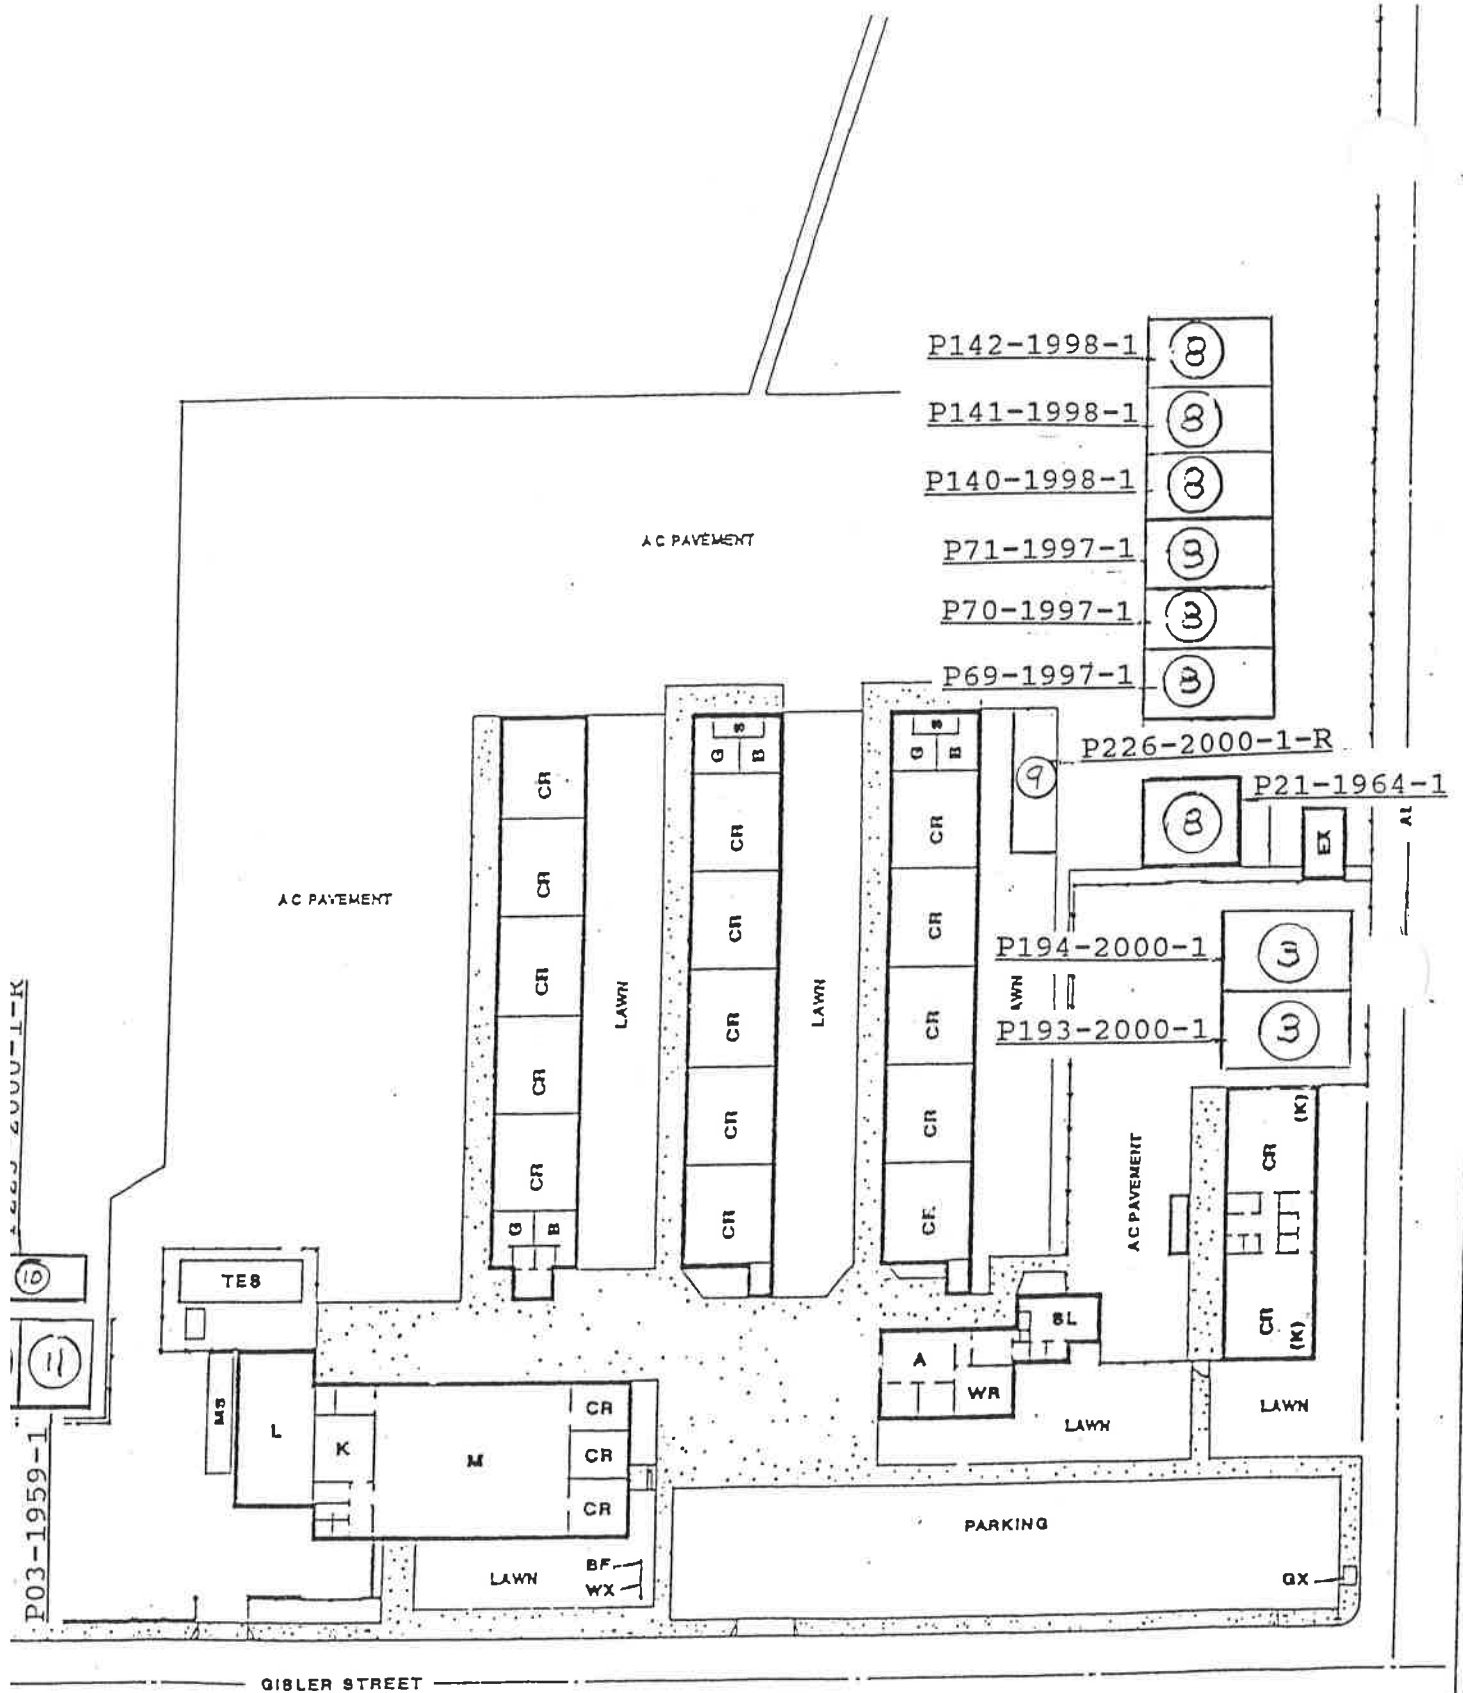 P142-1998-1
8
P141-1998-1
8
P140-1998-1
8
AC PAVEMENT
P71-1997-1
8
P70-1997-1
8
P69-1997-1
8
S
G
B
S
G
B
P226-2000-1-R
9
P21-1964-1
8
CR
CR
CR
EX
AL
AC PAVEMENT
CR
CR
CR
P194-2000-1
3
CR
CR
CR
LAWN
LAWN
AWN
P193-2000-1
3
CR
CR
CR
CR
CR
G
B
AC PAVEMENT
CR
(K)
CR
(K)
10
TES
11
MS
L
K
M
CR
CR
CR
A
WR
SL
LAWN
LAWN
P03-1959-1
PARKING
LAWN
BF
WX
GX
GIBLER STREET